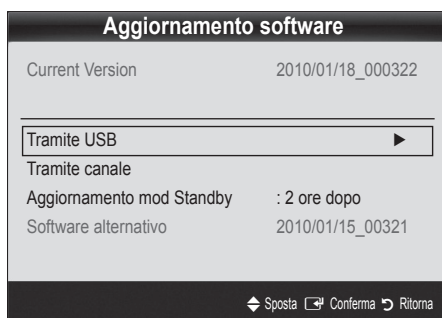 Aggiornamento software
Current Version 2010/01/18_000322
Tramite USB ►
Tramite canale
Aggiornamento mod Standby : 2 ore dopo
Software alternativo 2010/01/15_00321
Sposta Conferma Ritorna